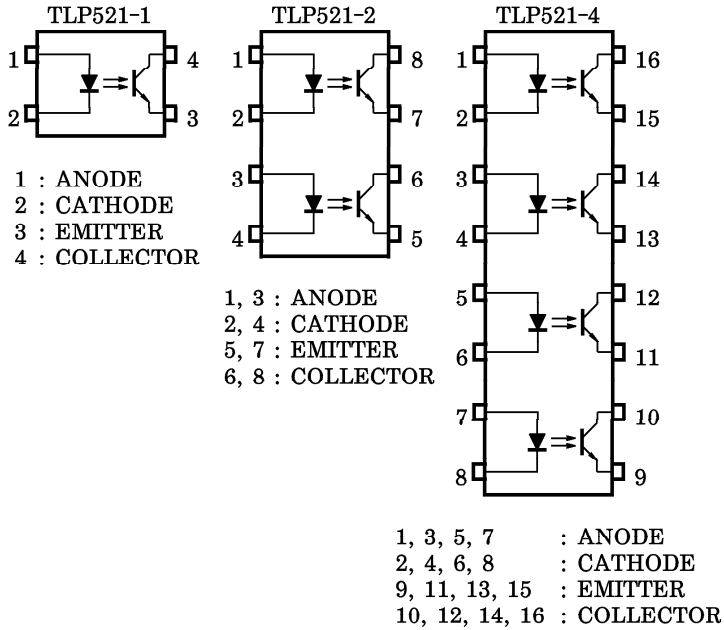 TLP521-1
1 4
2 3
1 : ANODE
2 : CATHODE
3 : EMITTER
4 : COLLECTOR
TLP521-2
1 8
2 7
3 6
4 5
1, 3 : ANODE
2, 4 : CATHODE
5, 7 : EMITTER
6, 8 : COLLECTOR
TLP521-4
1 16
2 15
3 14
4 13
5 12
6 11
7 10
8 9
1, 3, 5, 7 : ANODE
2, 4, 6, 8 : CATHODE
9, 11, 13, 15 : EMITTER
10, 12, 14, 16 : COLLECTOR